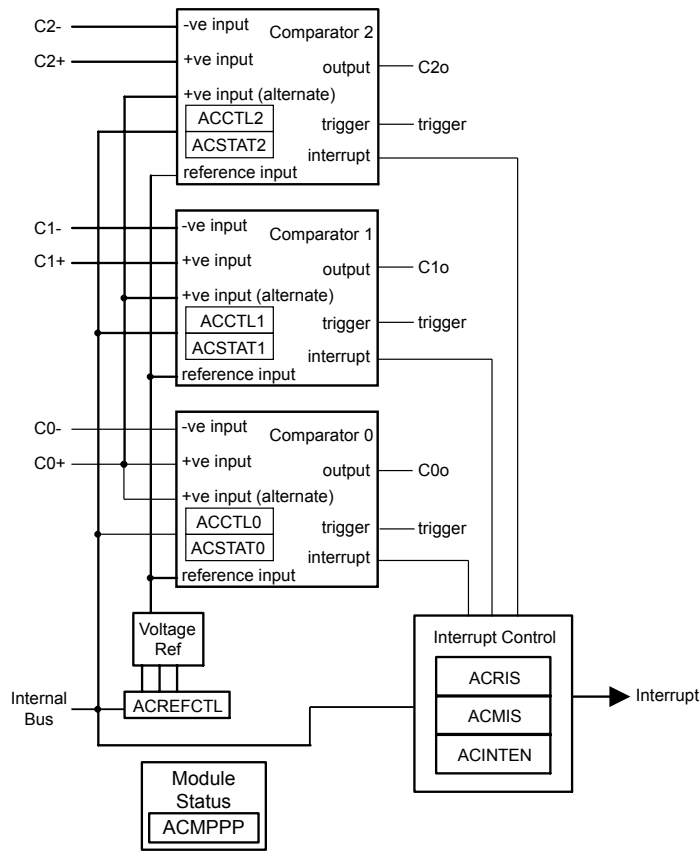 C2-
-ve input
Comparator 2
C2+
+ve input
output
C2o
+ve input (alternate)
ACCTL2
trigger
trigger
ACSTAT2
interrupt
reference input
C1-
-ve input
Comparator 1
C1+
+ve input
output
C1o
+ve input (alternate)
ACCTL1
trigger
trigger
ACSTAT1
interrupt
reference input
C0-
-ve input
Comparator 0
C0+
+ve input
output
C0o
+ve input (alternate)
ACCTL0
trigger
trigger
ACSTAT0
interrupt
reference input
Voltage
Ref
Interrupt Control
ACRIS
Internal
Bus
ACREFCTL
ACMIS
Interrupt
ACINTEN
Module
Status
ACMPPP